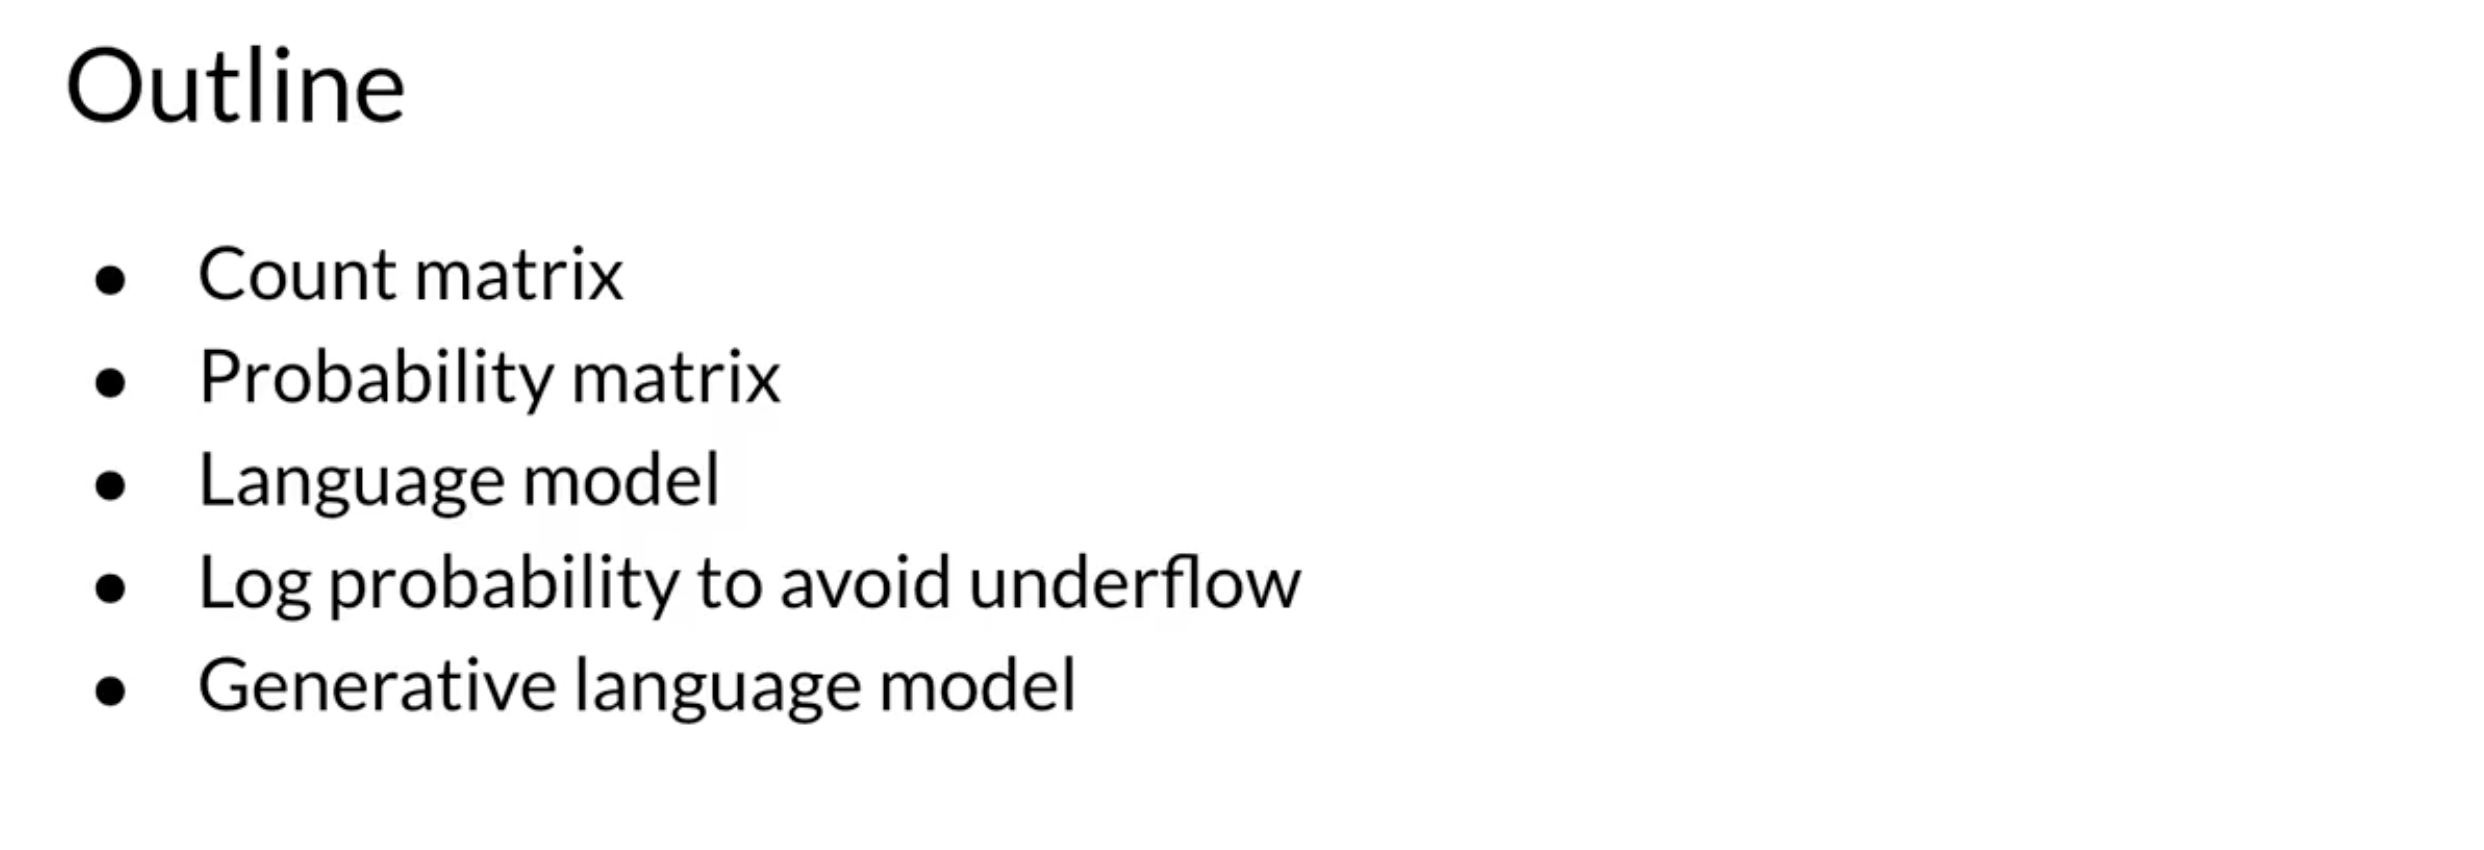 Outline
● Count matrix
● Probability matrix
● Language model
● Log probability to avoid underflow
● Generative language model